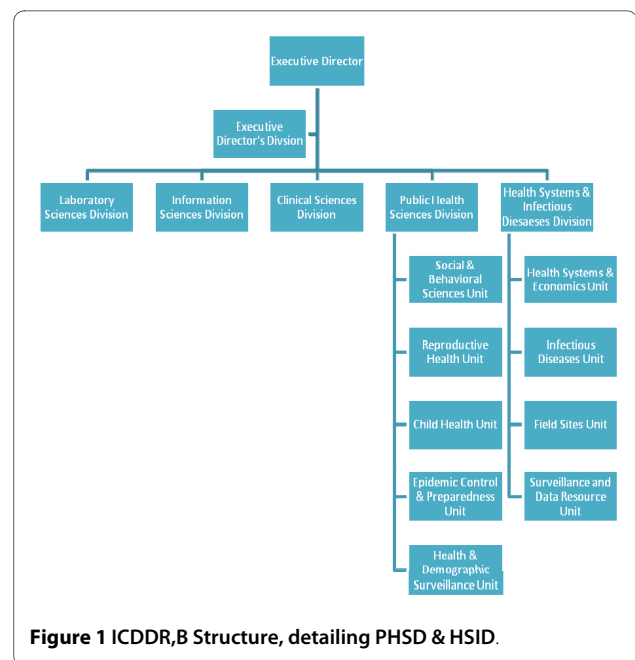 Executive Director
Executive
Director's Divsion
Laboratory
Sciences Division
Information
Sciences Division
Clinical Sciences
Division
Public Health
Sciences Division
Health Systems &
Infectious
Diesaeses Division
Social &
Behavioral
Sciences Unit
Health Systems &
Economics Unit
Reproductive
Health Unit
Infectious
Diseases Unit
Child Health Unit
Field Sites Unit
Epidemic Control
& Preparedness
Unit
Surveillance and
Data Resource
Unit
Health &
Demographic
Surveillance Unit
Figure 1 ICDDR,B Structure, detailing PHSD & HSID.